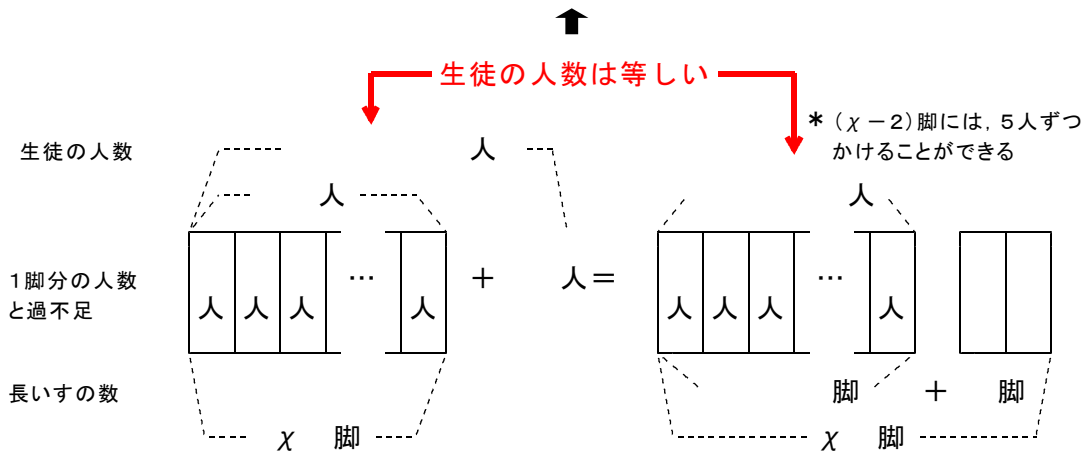 生徒の人数は等しい
* (χ－2)脚には，5人ずつ
かけることができる
生徒の人数 人
人 人
1脚分の人数
と過不足
… ＋ 人＝ …
人 人 人 人 人 人 人 人
長いすの数 脚 ＋ 脚
χ 脚 χ 脚